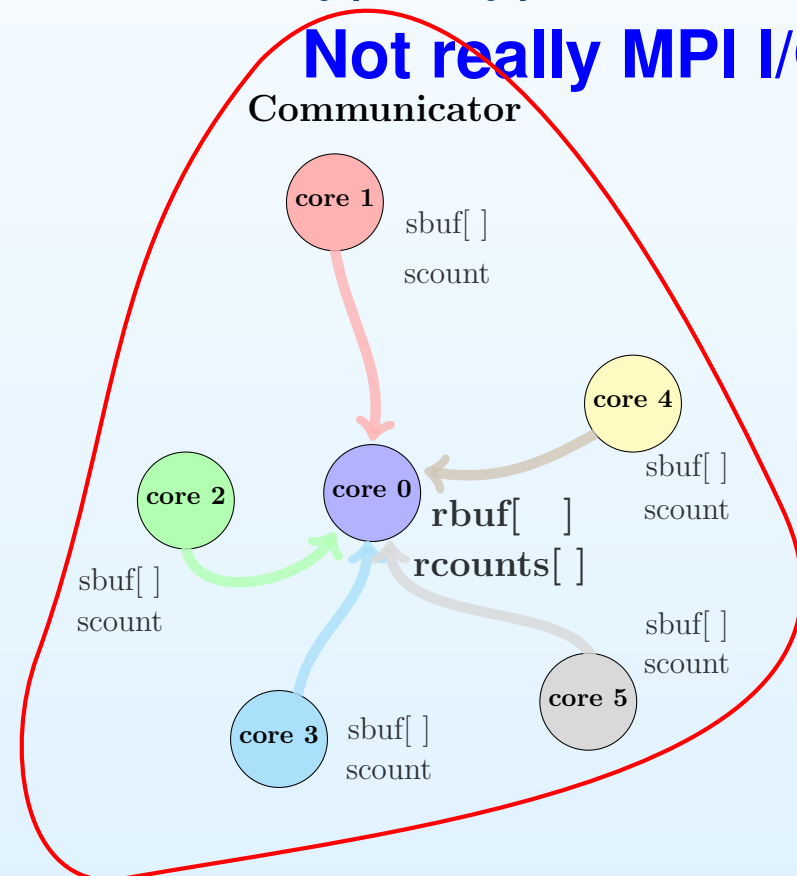 Not really MPI I/
Communicator
core 1
sbuf[ ]
scount
core 4
sbuf[ ]
scount
core 2
sbuf[ ]
scount
core 0
rbuf[ ]
rcounts[ ]
sbuf[ ]
scount
core 5
core 3
sbuf[ ]
scount